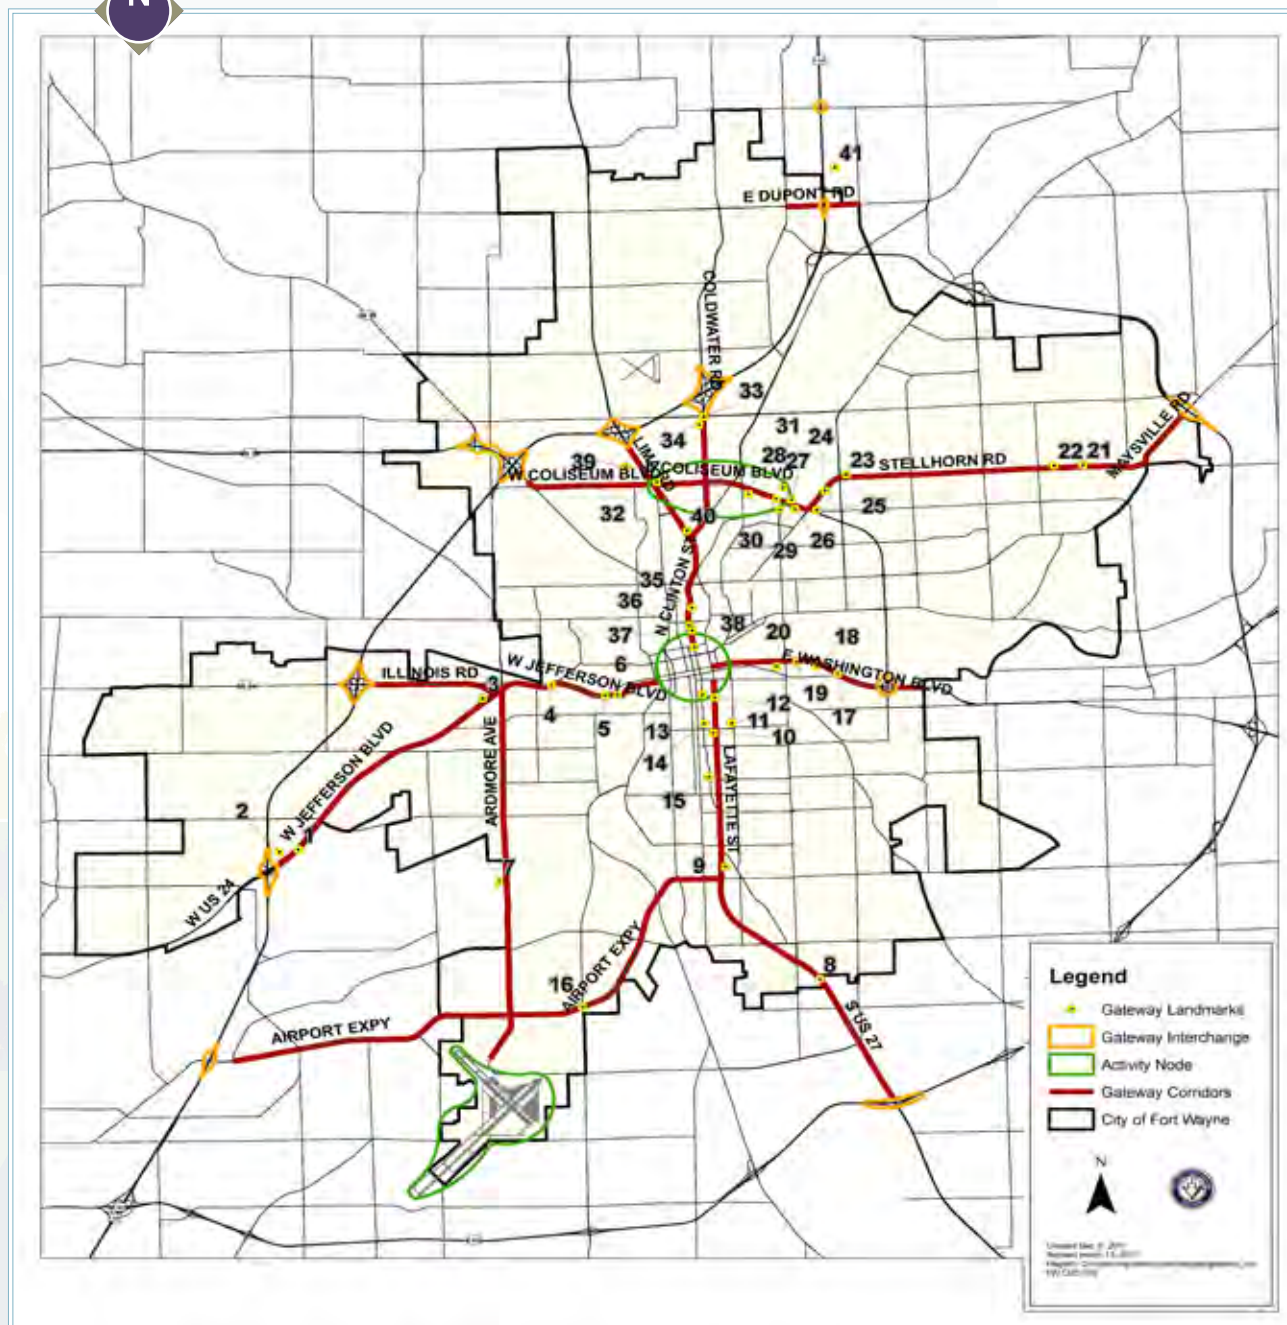 N
41
E DUPONT RD
COLDWATER RD
33
31
24
34
LIMA RD
28
27
23
STELLHORN RD
22 21
MAYSVILLE RD
39
W COLISEUM BLVD
COLISEUM BLVD
32
40
25
30
29
26
35
36
N CLINTON ST
38
37
20
18
6
E WASHINGTON BLVD
ILLINOIS RD
3
W JEFFERSON BLVD
4
5
12
19
11
17
13
10
14
15
ARDMORE AVE
LAFAYETTE ST
W JEFFERSON BLVD
2
1
7
9
W US 24
8
16
AIRPORT EXPY
S US 27
AIRPORT EXPY
Legend
Gateway Landmarks
Gateway Interchange
Activity Node
Gateway Corridors
City of Fort Wayne
N